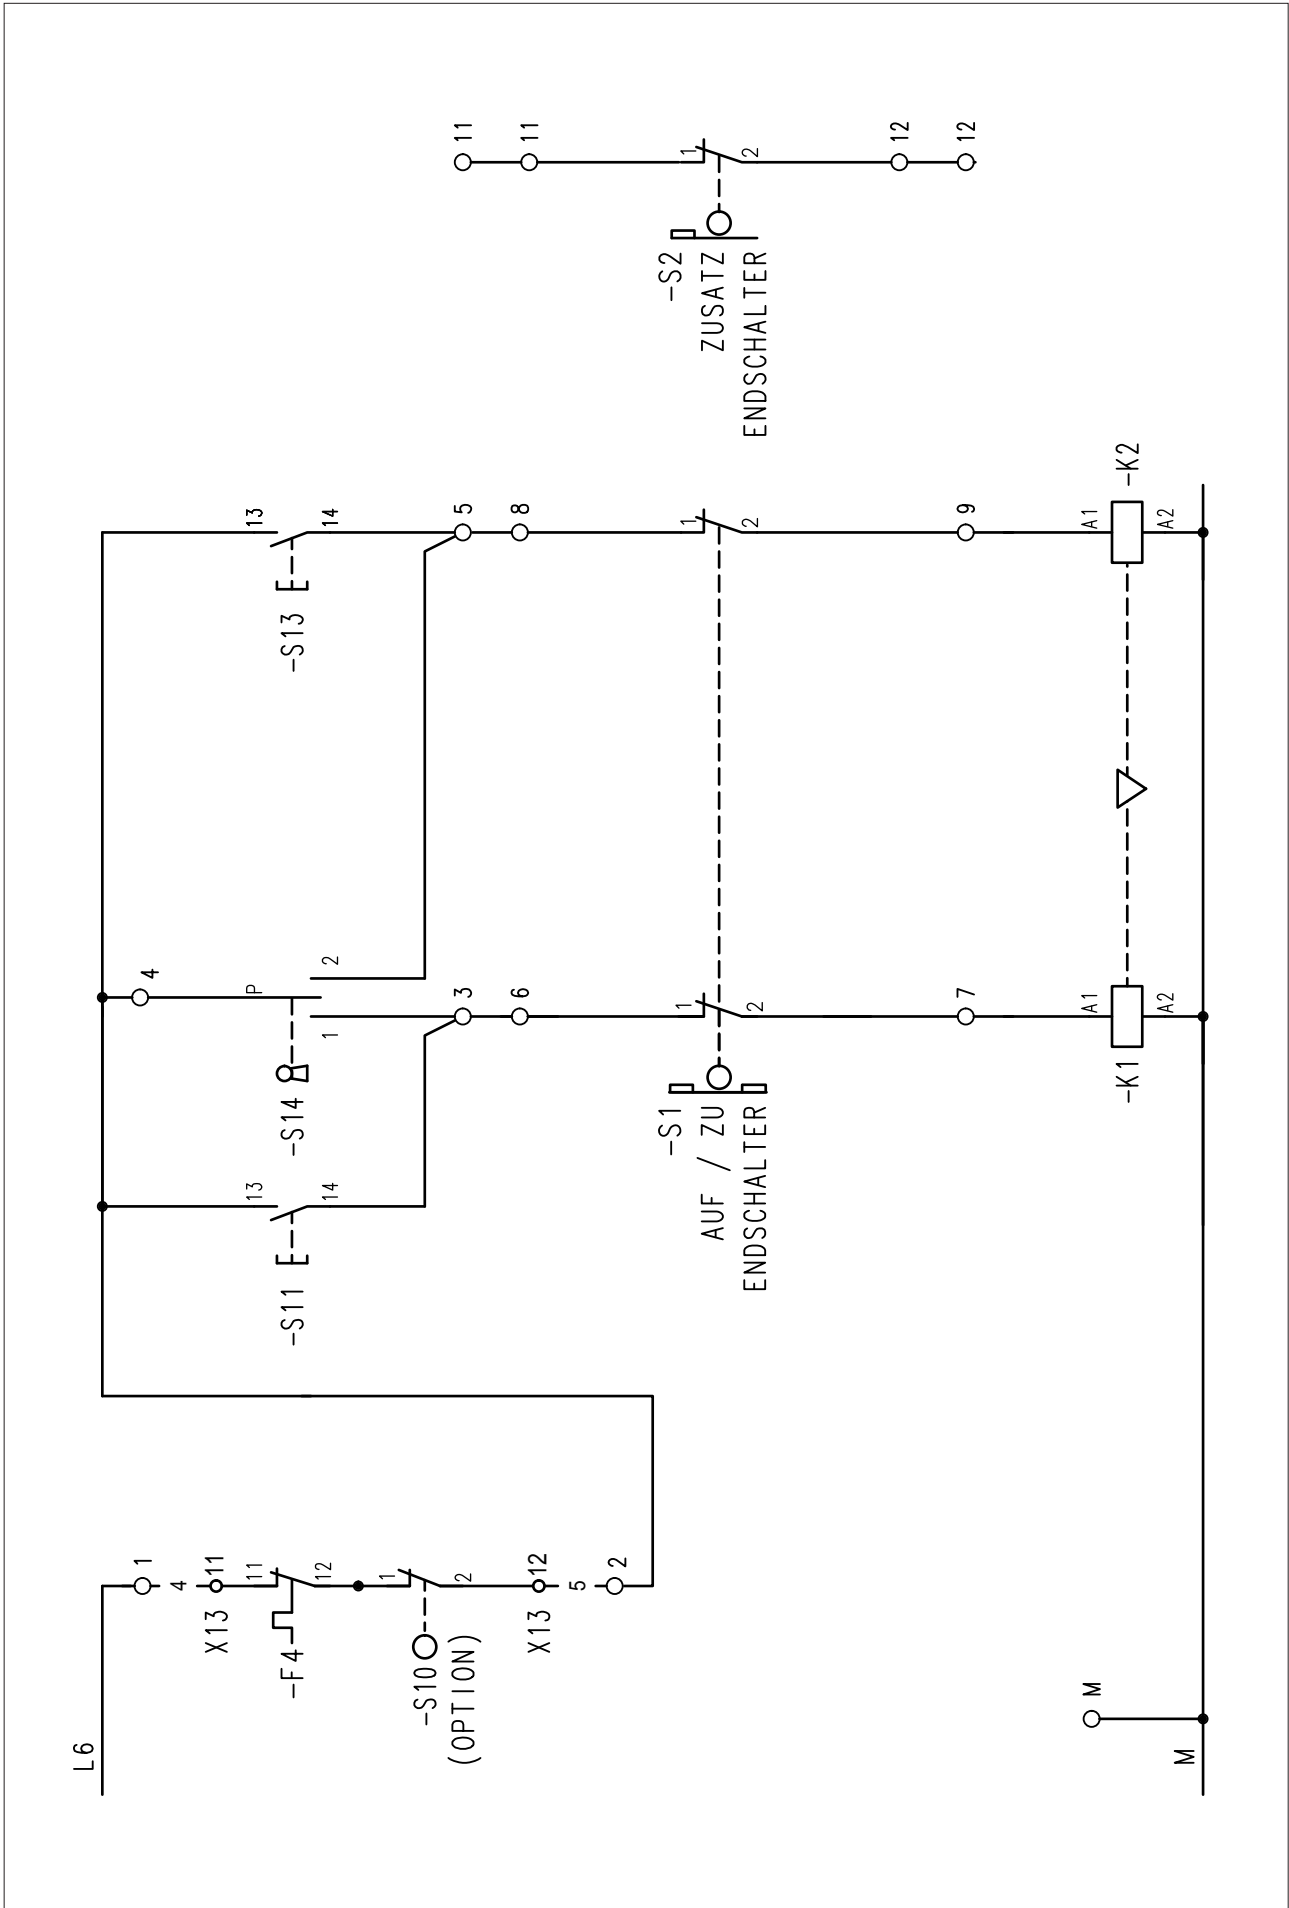 L6
1
4
X13 11
11
-F4
12
1
-S10
(OPTION)
2
X13 12
5
2
13
-S11
14
4
P
-S14
1
2
3
6
13
-S13
14
5
8
-S1
AUF / ZU
ENDSCHALTER
1
2
1
2
7
9
A1
-K1
A2
A1
-K2
A2
11
11
1
-S2
ZUSATZ
ENDSCHALTER
2
12
12
M
M